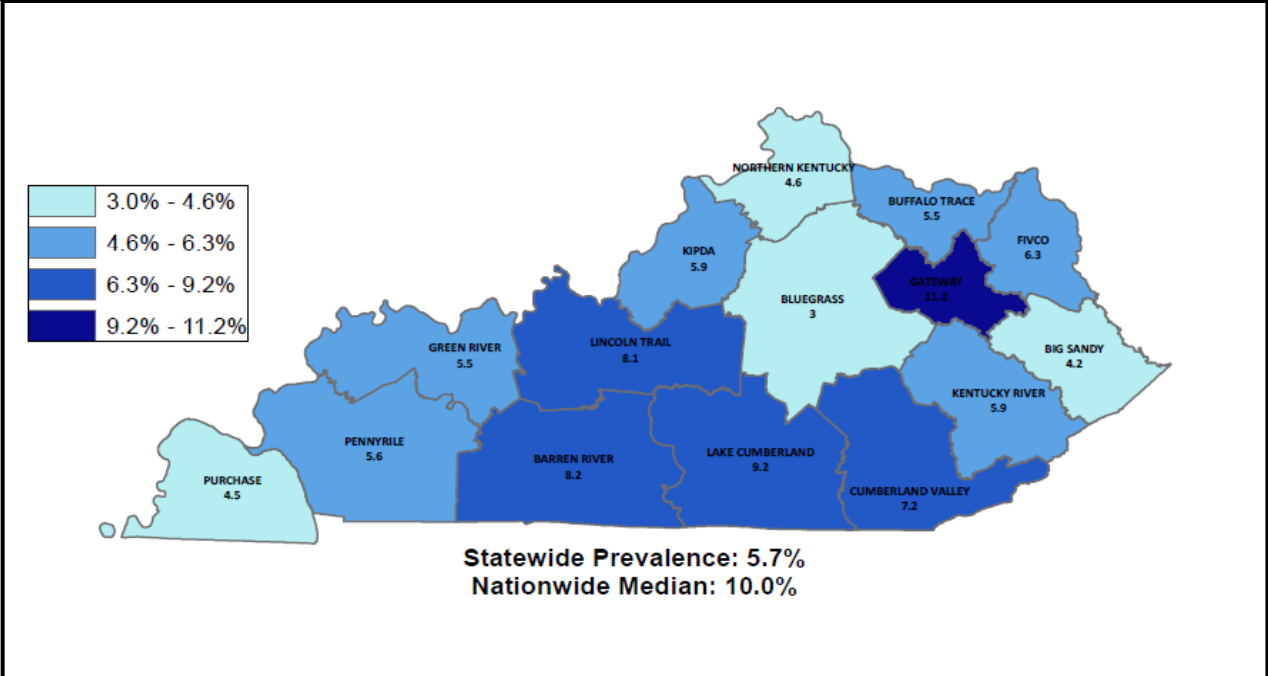 3.0% - 4.6%
4.6% - 6.3%
6.3% - 9.2%
9.2% - 11.2%
NORTHERN KENTUCKY
4.6
BUFFALO TRACE
5.5
FIVCO
6.3
KIPDA
5.9
GATEWAY
11.2
BLUEGRASS
3
LINCOLN TRAIL
8.1
GREEN RIVER
5.5
BIG SANDY
4.2
KENTUCKY RIVER
5.9
PENNYRILE
5.6
BARREN RIVER
8.2
LAKE CUMBERLAND
9.2
PURCHASE
4.5
CUMBERLAND VALLEY
7.2
Statewide Prevalence: 5.7%
Nationwide Median: 10.0%